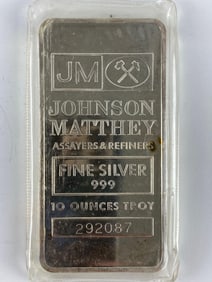 JM
JOHNSON
MATTHEY
ASSAYERS & REFINERS
FINE SILVER
999
10 OUNCES TROY
292087